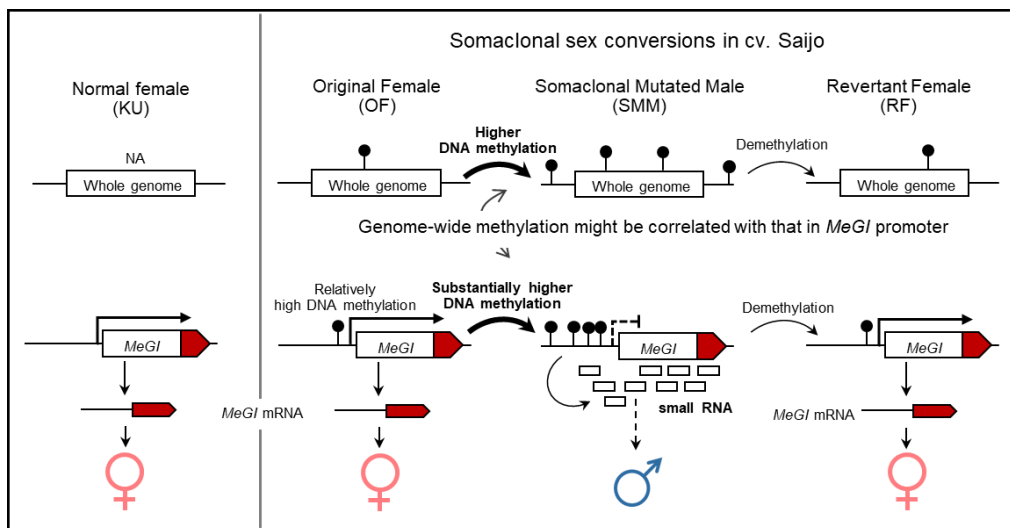 Somaclonal sex conversions in cv. Saijo
Normal female
(KU)
Original Female
(OF)
Somaclonal Mutated Male
(SMM)
Revertant Female
(RF)
NA
Whole genome
Whole genome
Higher
DNA methylation
Whole genome
Demethylation
Whole genome
Genome-wide methylation might be correlated with that in MeGI promoter
MeGI
Relatively
high DNA methylation
MeGI
Substantially higher
DNA methylation
MeGI
Demethylation
MeGI
MeGI mRNA
small RNA
MeGI mRNA